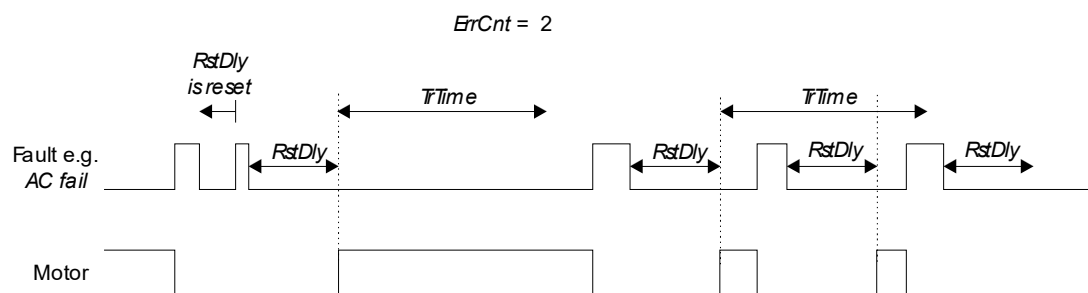 ErrCnt = 2
RstDly
is reset
TrTime
TrTime
Fault e.g.
AC fail
RstDly
RstDly
RstDly
RstDly
Motor